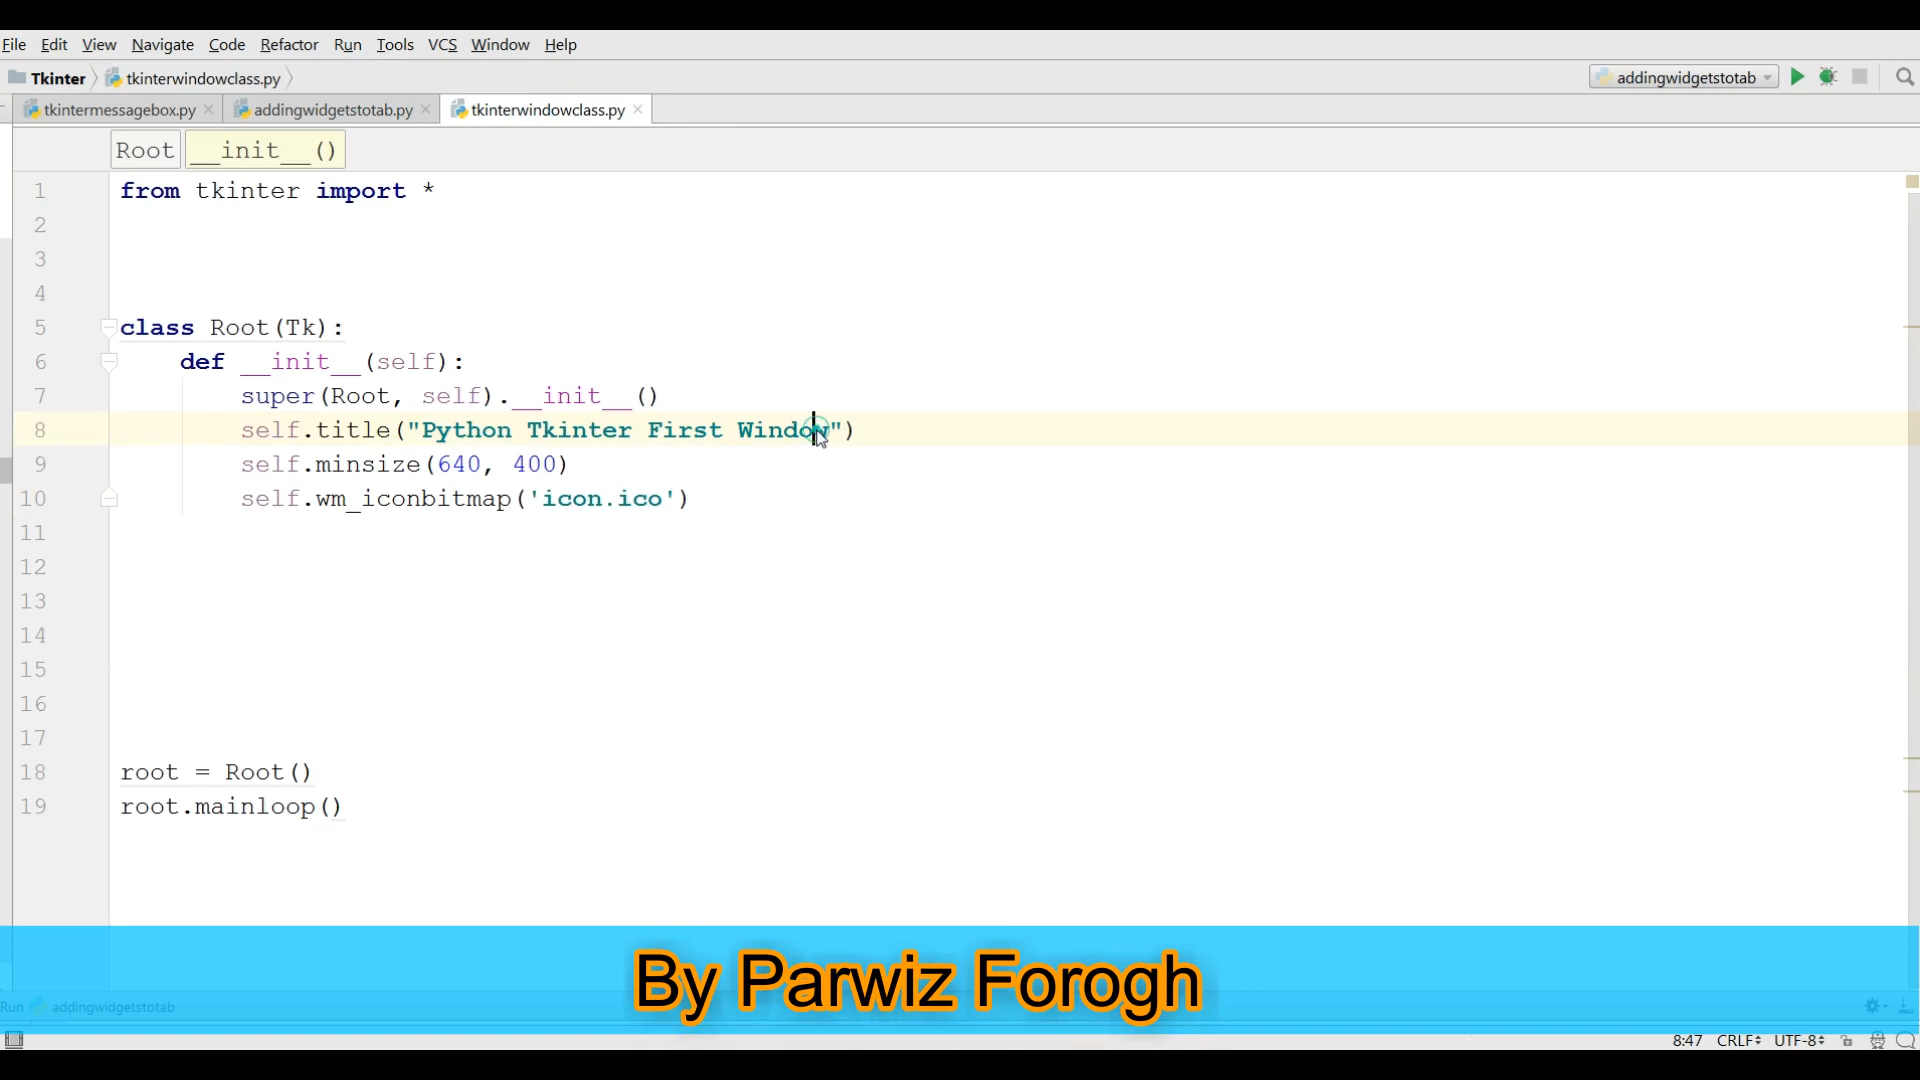 File Edit View Navigate Code Refactor Run Tools VCS Window Help
Tkinter tkinterwindowclass.py addingwidgetstotab
tkintermessagebox.py addingwidgetstotab.py tkinterwindowclass.py
Root __init__()
1 from tkinter import *
2
3
4
5 class Root(Tk):
6 def __init__(self):
7 super(Root, self).__init__()
8 self.title("Python Tkinter First Window")
9 self.minsize(640, 400)
10 self.wm_iconbitmap('icon.ico')
11
12
13
14
15
16
17
18 root = Root()
19 root.mainloop()
By Parwiz Forogh
Run addingwidgetstotab
8:47 CRLF UTF-8